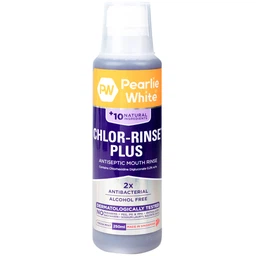 PW
Pearlie
White
+10 NATURAL
INGREDIENTS
CHLOR-RINSE
PLUS
ANTISEPTIC MOUTH RINSE
2x
ANTIBACTERIAL
ALCOHOL FREE
DERMATOLOGICALLY TESTED
NO
250ml